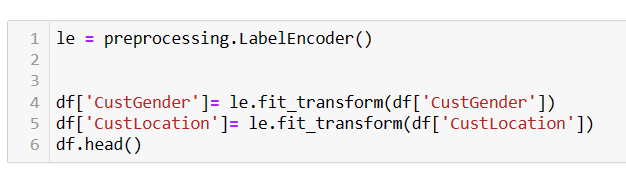 1 le = preprocessing.LabelEncoder()
2
3
4 df['CustGender']= le.fit_transform(df['CustGender'])
5 df['CustLocation']= le.fit_transform(df['CustLocation'])
6 df.head()